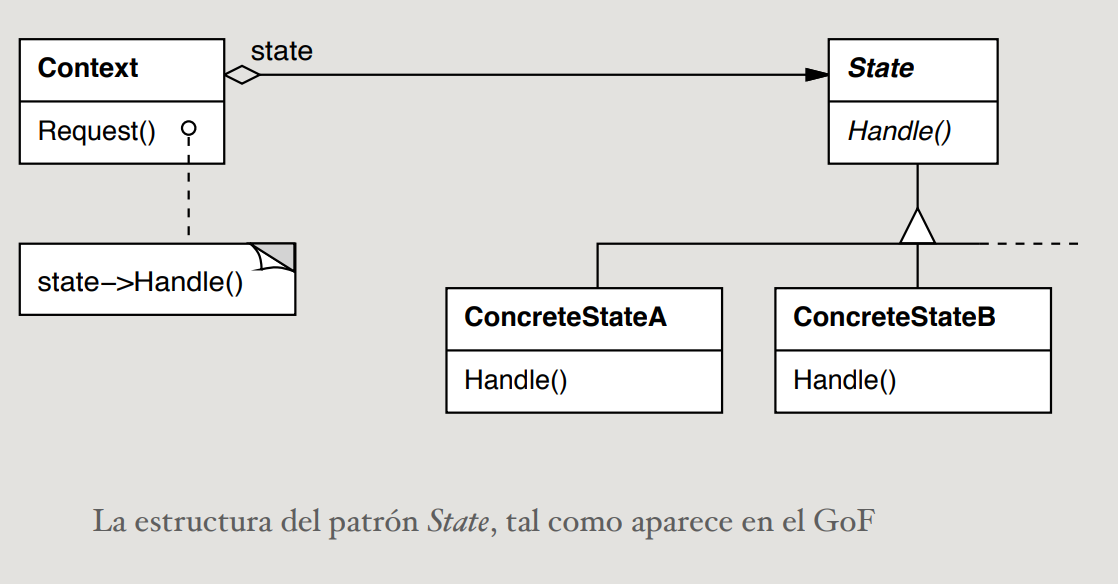 state
Context
State
Request()
Handle()
state->Handle()
ConcreteStateA
ConcreteStateB
Handle()
Handle()
La estructura del patrón State, tal como aparece en el GoF